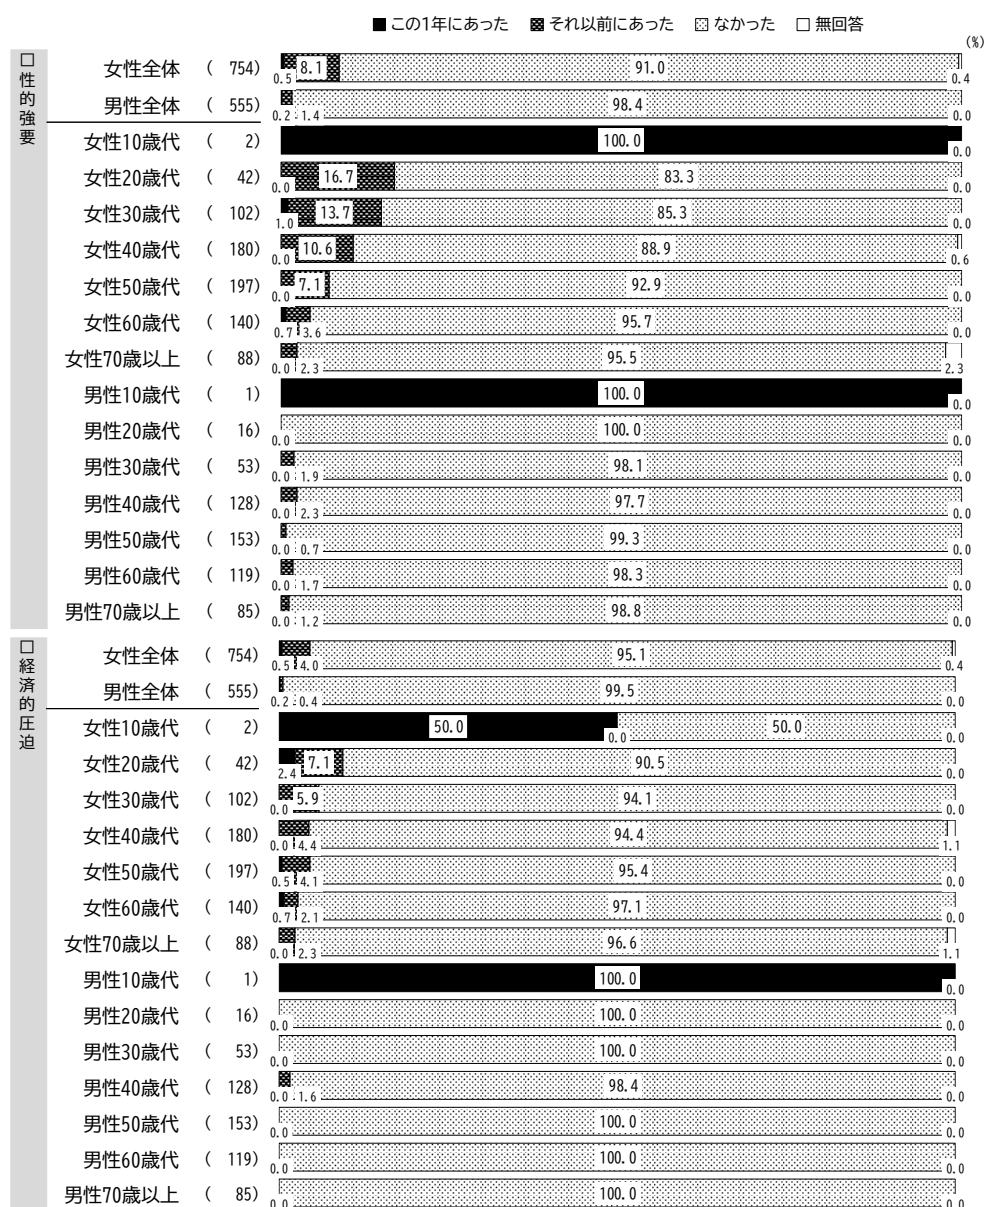 ■ この1年にあった ▩ それ以前にあった ▒ なかった □ 無回答
(%)
□性的強要
女性全体 ( 754) 0.5 8.1 91.0 0.4
男性全体 ( 555) 0.2 1.4 98.4 0.0
女性10歳代 ( 2) 100.0 0.0
女性20歳代 ( 42) 0.0 16.7 83.3 0.0
女性30歳代 ( 102) 1.0 13.7 85.3 0.0
女性40歳代 ( 180) 0.0 10.6 88.9 0.6
女性50歳代 ( 197) 0.0 7.1 92.9 0.0
女性60歳代 ( 140) 0.7 3.6 95.7 0.0
女性70歳以上 ( 88) 0.0 2.3 95.5 2.3
男性10歳代 ( 1) 100.0 0.0
男性20歳代 ( 16) 0.0 100.0 0.0
男性30歳代 ( 53) 0.0 1.9 98.1 0.0
男性40歳代 ( 128) 0.0 2.3 97.7 0.0
男性50歳代 ( 153) 0.0 0.7 99.3 0.0
男性60歳代 ( 119) 0.0 1.7 98.3 0.0
男性70歳以上 ( 85) 0.0 1.2 98.8 0.0
□経済的圧迫
女性全体 ( 754) 0.5 4.0 95.1 0.4
男性全体 ( 555) 0.2 0.4 99.5 0.0
女性10歳代 ( 2) 50.0 0.0 50.0 0.0
女性20歳代 ( 42) 2.4 7.1 90.5 0.0
女性30歳代 ( 102) 0.0 5.9 94.1 0.0
女性40歳代 ( 180) 0.0 4.4 94.4 1.1
女性50歳代 ( 197) 0.5 4.1 95.4 0.0
女性60歳代 ( 140) 0.7 2.1 97.1 0.0
女性70歳以上 ( 88) 0.0 2.3 96.6 1.1
男性10歳代 ( 1) 100.0 0.0
男性20歳代 ( 16) 0.0 100.0 0.0
男性30歳代 ( 53) 0.0 100.0 0.0
男性40歳代 ( 128) 0.0 1.6 98.4 0.0
男性50歳代 ( 153) 0.0 100.0 0.0
男性60歳代 ( 119) 0.0 100.0 0.0
男性70歳以上 ( 85) 0.0 100.0 0.0